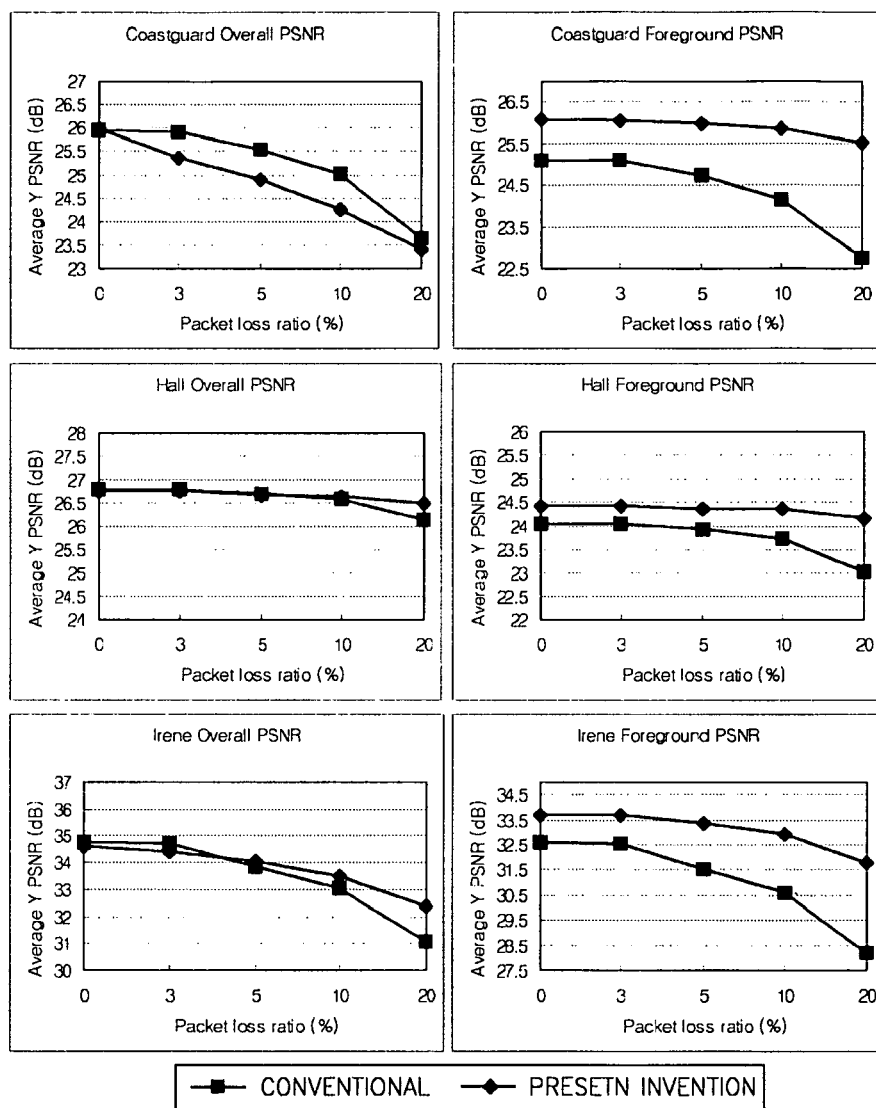 Coastguard Overall PSNR
Average Y PSNR (dB)
27
26.5
26
25.5
25
24.5
24
23.5
23
0 3 5 10 20
Packet loss ratio (%)
Coastguard Foreground PSNR
Average Y PSNR (dB)
26.5
25.5
24.5
23.5
22.5
0 3 5 10 20
Packet loss ratio (%)
Hall Overall PSNR
Average Y PSNR (dB)
28
27.5
27
26.5
26
25.5
25
24.5
24
0 3 5 10 20
Packet loss ratio (%)
Hall Foreground PSNR
Average Y PSNR (dB)
26
25.5
25
24.5
24
23.5
23
22.5
22
0 3 5 10 20
Packet loss ratio (%)
Irene Overall PSNR
Average Y PSNR (dB)
37
36
35
34
33
32
31
30
0 3 5 10 20
Packet loss ratio (%)
Irene Foreground PSNR
Average Y PSNR (dB)
34.5
33.5
32.5
31.5
30.5
29.5
28.5
27.5
0 3 5 10 20
Packet loss ratio (%)
CONVENTIONAL PRESETN INVENTION